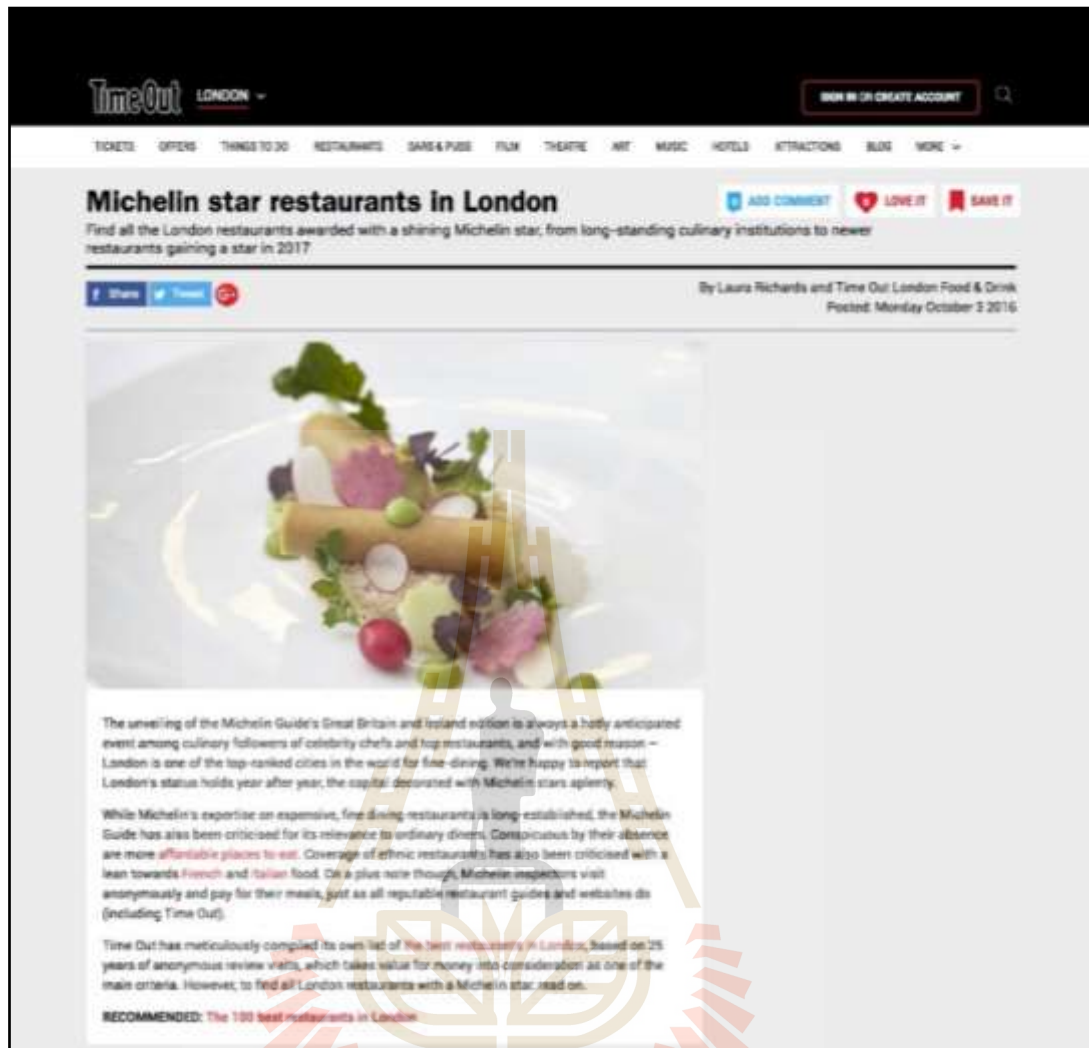 TimeOut LONDON
SIGN IN OR CREATE ACCOUNT
TICKETS OFFERS THINGS TO DO RESTAURANTS BARS & PUBS FILM THEATRE ART MUSIC HOTELS ATTRACTIONS BLOG MORE
Michelin star restaurants in London
ADD COMMENT LOVE IT SAVE IT
Find all the London restaurants awarded with a shining Michelin star, from long-standing culinary institutions to newer
restaurants gaining a star in 2017
f Share Tweet G+
By Laura Richards and Time Out London Food & Drink
Posted: Monday October 3 2016
The unveiling of the Michelin Guide's Great Britain and Ireland edition is always a hotly anticipated
event among culinary followers of celebrity chefs and top restaurants, and with good reason –
London is one of the top-ranked cities in the world for fine-dining. We're happy to report that
London's status holds year after year, the capital decorated with Michelin stars aplenty.
While Michelin's expertise on expensive, fine dining restaurants is long-established, the Michelin
Guide has also been criticised for its relevance to ordinary diners. Conspicuous by their absence
are more affordable places to eat. Coverage of ethnic restaurants has also been criticised with a
lean towards French and Italian food. On a plus note though, Michelin inspectors visit
anonymously and pay for their meals, just as all reputable restaurant guides and websites do
(including Time Out).
Time Out has meticulously compiled its own list of the best restaurants in London, based on 25
years of anonymous review visits, which takes value for money into consideration as one of the
main criteria. However, to find all London restaurants with a Michelin star, read on.
RECOMMENDED: The 100 best restaurants in London